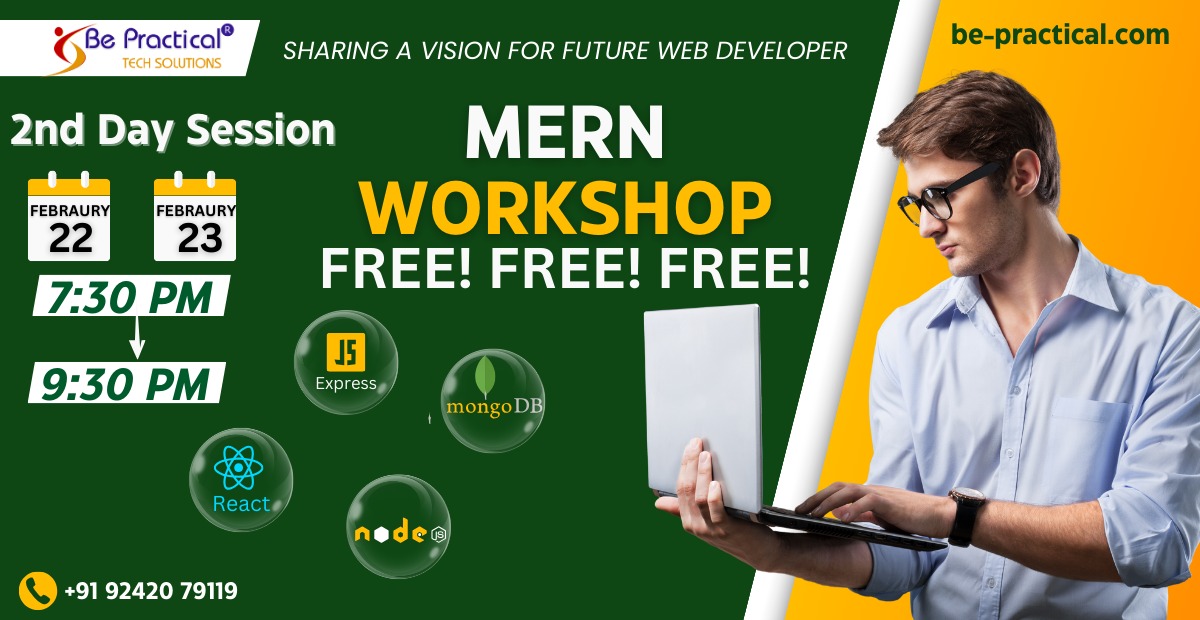 Be Practical®
TECH SOLUTIONS
SHARING A VISION FOR FUTURE WEB DEVELOPER
be-practical.com
2nd Day Session
FEBRAURY
22
FEBRAURY
23
7:30 PM
9:30 PM
MERN
WORKSHOP
FREE! FREE! FREE!
JS
Express
mongoDB
React
node JS
+91 92420 79119